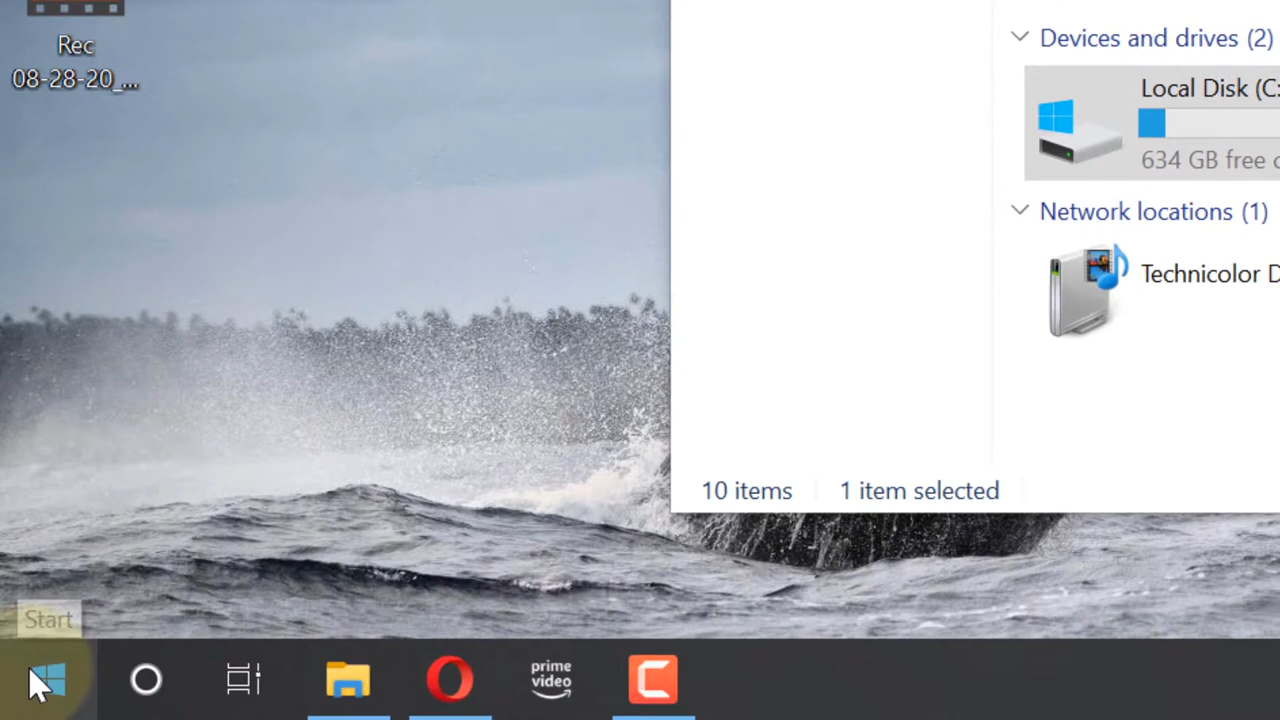 Rec
08-28-20_...
Devices and drives (2)
Local Disk (C:
634 GB free
Network locations (1)
Technicolor
10 items
1 item selected
Start
prime
video